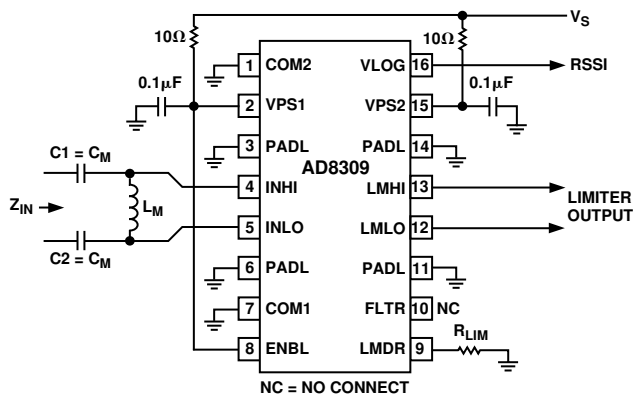 V_S
10Ω
10Ω
1 COM2
VLOG 16
RSSI
0.1µF
0.1µF
2 VPS1
VPS2 15
3 PADL
PADL 14
AD8309
C1 = C_M
4 INHI
LMHI 13
Z_IN
L_M
LIMITER
OUTPUT
5 INLO
LMLO 12
C2 = C_M
6 PADL
PADL 11
7 COM1
FLTR 10 NC
R_LIM
8 ENBL
LMDR 9
NC = NO CONNECT